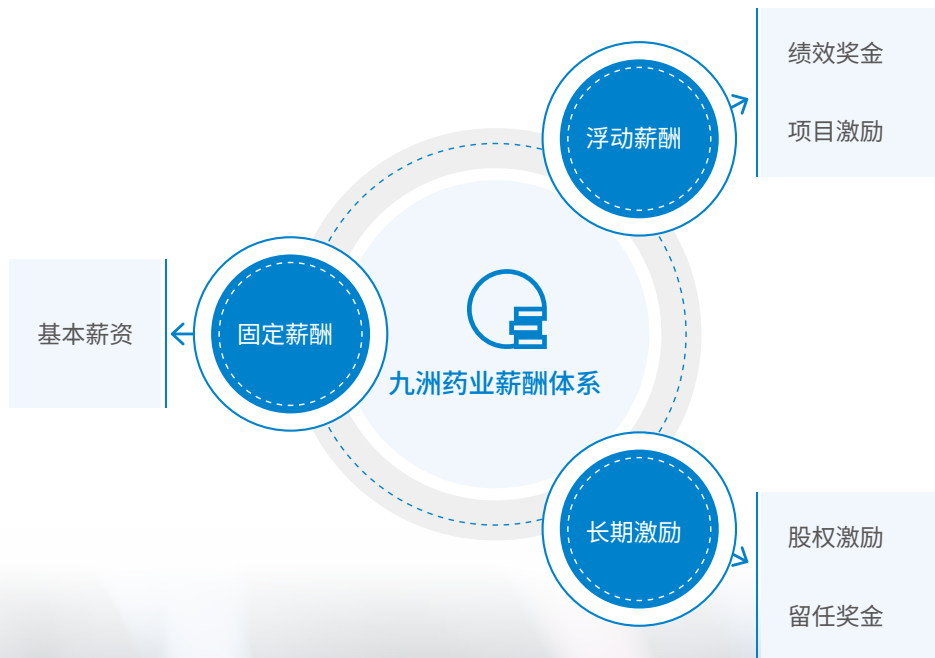 绩效奖金
项目激励
浮动薪酬
基本薪资
固定薪酬
九洲药业薪酬体系
长期激励
股权激励
留任奖金